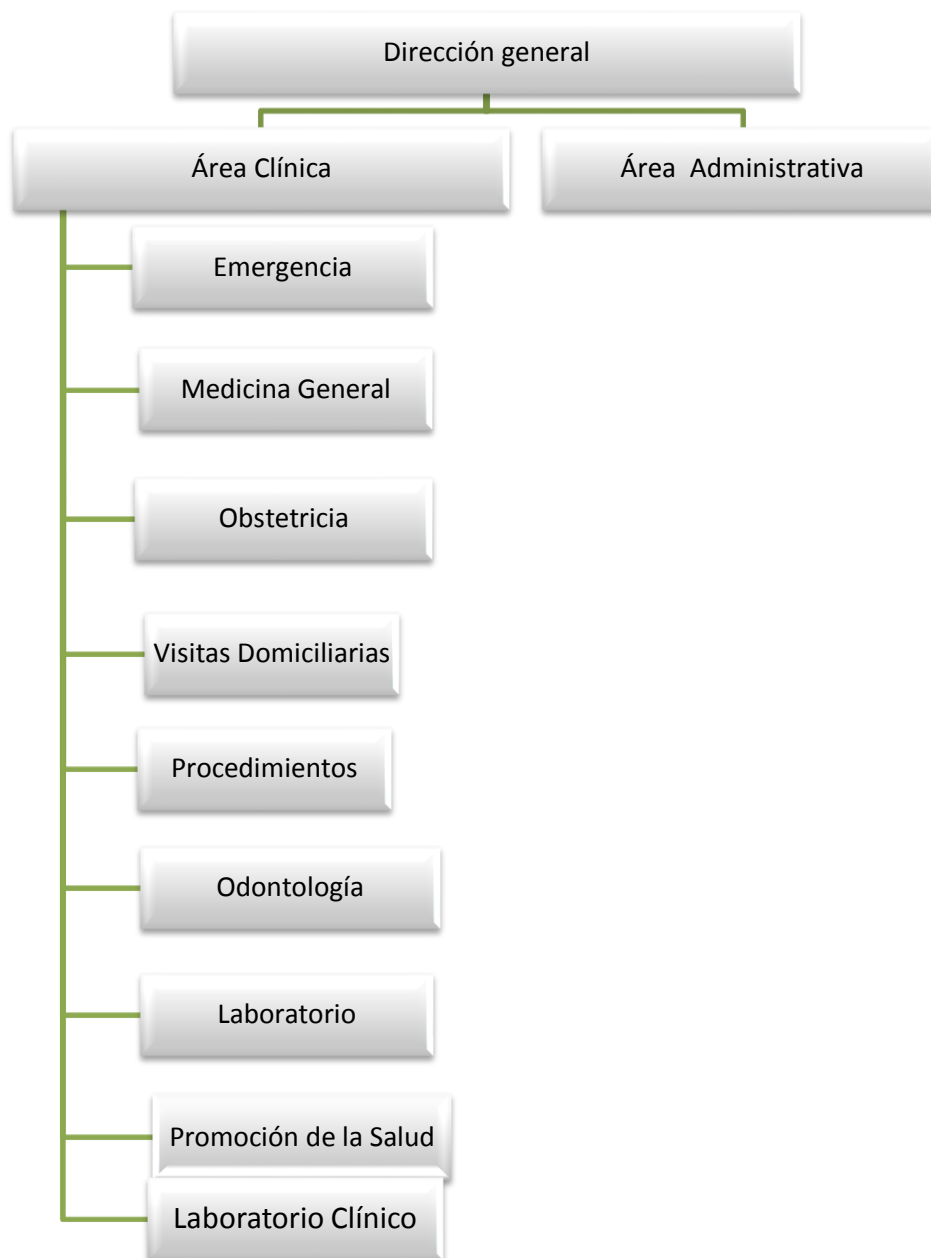 Dirección general
Área Clínica
Área Administrativa
Emergencia
Medicina General
Obstetricia
Visitas Domiciliarias
Procedimientos
Odontología
Laboratorio
Promoción de la Salud
Laboratorio Clínico